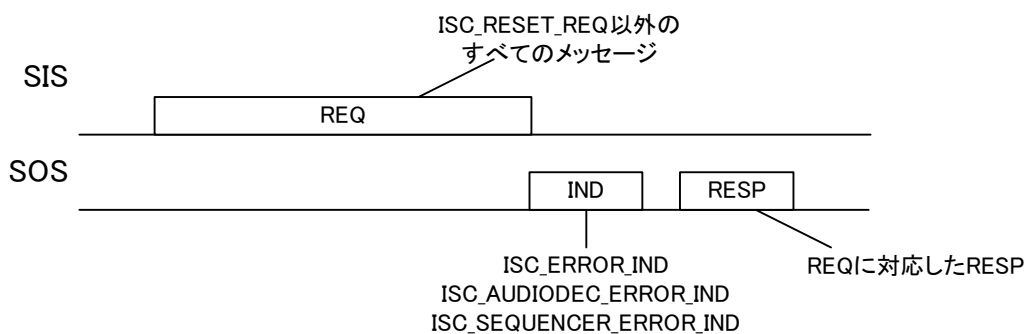 ISC_RESET_REQ以外の
すべてのメッセージ
SIS
REQ
SOS
IND
RESP
ISC_ERROR_IND
ISC_AUDIODEC_ERROR_IND
ISC_SEQUENCER_ERROR_IND
REQに対応したRESP